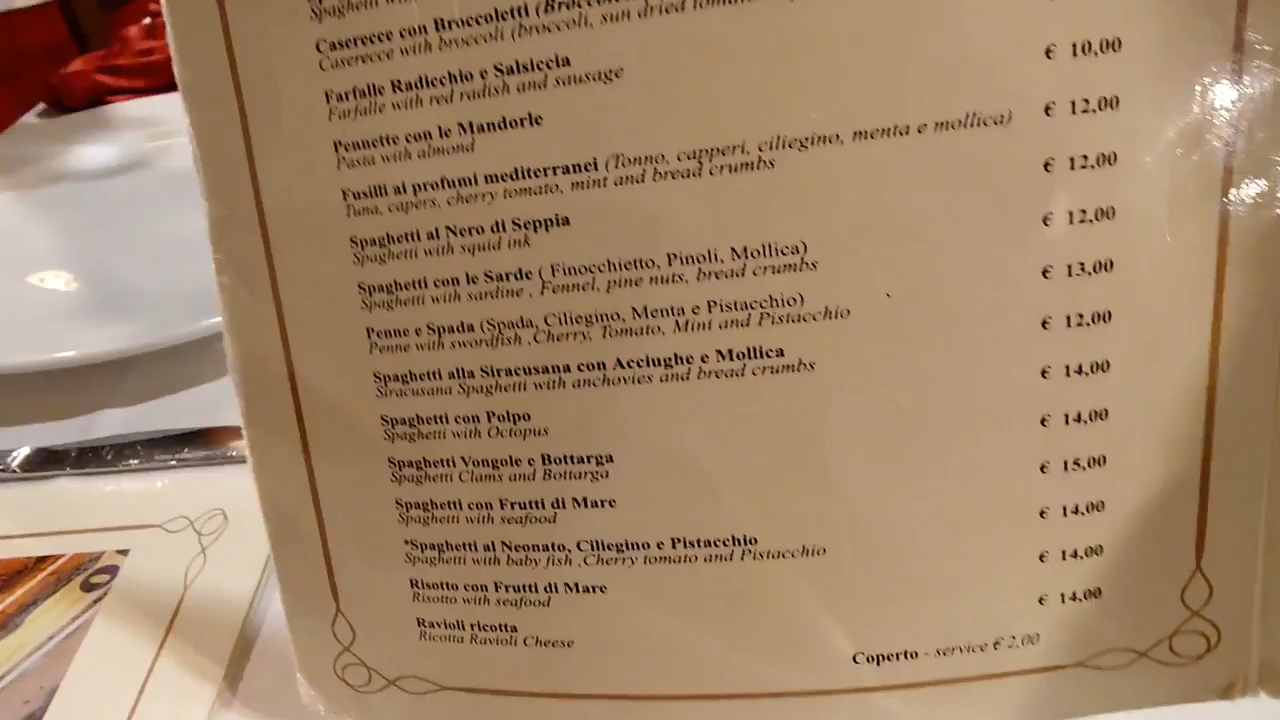 Spaghetti
Caserecce con Broccoletti
Caserecce with broccoli (broccoli, sun dried
Farfalle Radicchio e Salsiccia
Farfalle with red radish and sausage
Pennette con le Mandorle € 10,00
Pasta with almond
Fusilli ai profumi mediterranei (Tonno, capperi, ciliegino, menta e mollica) € 12,00
Tuna, capers, cherry tomato, mint and bread crumbs
Spaghetti al Nero di Seppia € 12,00
Spaghetti with squid ink
Spaghetti con le Sarde ( Finocchietto, Pinoli, Mollica) € 12,00
Spaghetti with sardine , Fennel, pine nuts, bread crumbs
Penne e Spada (Spada, Ciliegino, Menta e Pistacchio) € 13,00
Penne with swordfish ,Cherry, Tomato, Mint and Pistacchio
Spaghetti alla Siracusana con Acciughe e Mollica € 12,00
Siracusana Spaghetti with anchovies and bread crumbs
Spaghetti con Polpo € 14,00
Spaghetti with Octopus
Spaghetti Vongole e Bottarga € 14,00
Spaghetti Clams and Bottarga
Spaghetti con Frutti di Mare € 15,00
Spaghetti with seafood
*Spaghetti al Neonato, Ciliegino e Pistacchio € 14,00
Spaghetti with baby fish ,Cherry tomato and Pistacchio
Risotto con Frutti di Mare € 14,00
Risotto with seafood
Ravioli ricotta € 14,00
Ricotta Ravioli Cheese
Coperto - service € 2,00